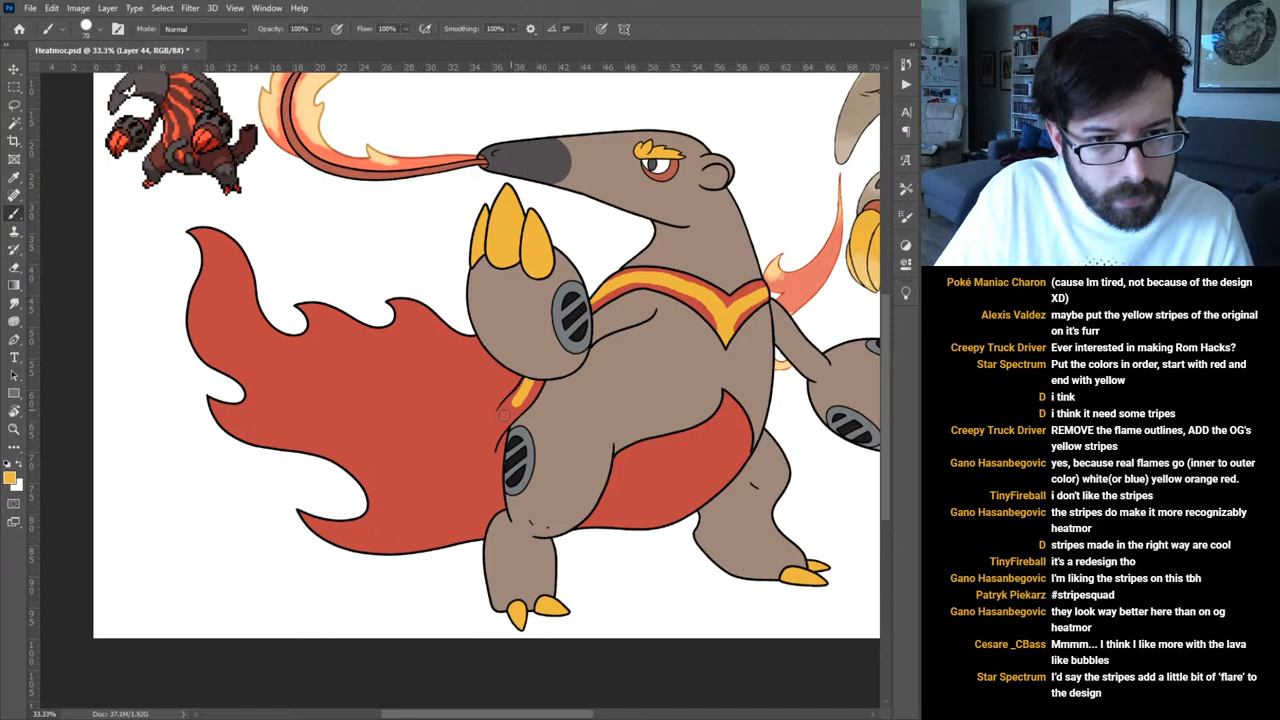 File Edit Image Layer Type Select Filter 3D View Window Help
70 Mode: Normal Opacity: 100% Flow: 100% Smoothing: 100% 0°
Heatmor.psd @ 33.3% (Layer 44, RGB/8#) *
Poké Maniac Charon (cause Im tired, not because of the design
XD)
Alexis Valdez maybe put the yellow stripes of the original
on it's furr
Creepy Truck Driver Ever interested in making Rom Hacks?
Star Spectrum Put the colors in order, start with red and
end with yellow
D i tink
D i think it need some tripes
Creepy Truck Driver REMOVE the flame outlines, ADD the OG's
yellow stripes
Gano Hasanbegovic yes, because real flames go (inner to outer
color) white(or blue) yellow orange red.
TinyFireball i don't like the stripes
Gano Hasanbegovic the stripes do make it more recognizably
heatmor
D stripes made in the right way are cool
TinyFireball it's a redesign tho
Gano Hasanbegovic I'm liking the stripes on this tbh
Patryk Piekarz #stripesquad
Gano Hasanbegovic they look way better here than on og
heatmor
Cesare _CBass Mmmm... I think I like more with the lava
like bubbles
Star Spectrum I'd say the stripes add a little bit of 'flare' to
the design
33.33% Doc: 37.1M/1.92G